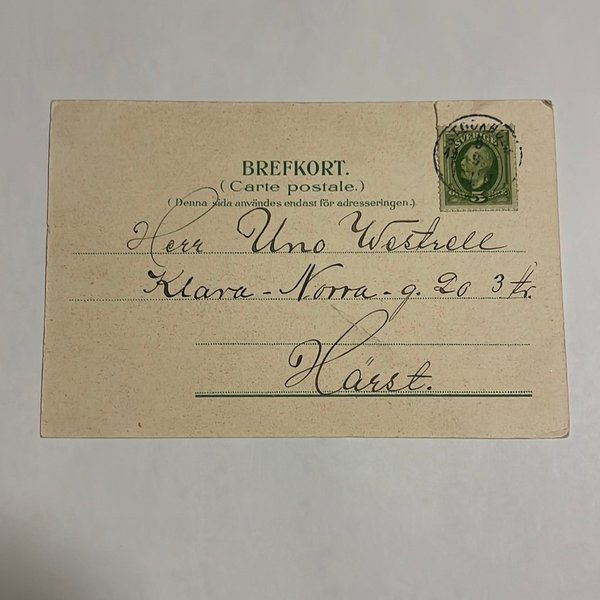 BREFKORT.
(Carte postale.)
(Denna sida användes endast för adresseringen.)
SVERIGE
5
Herr Uno Westrell
Klara - Norra - g. 20 3 tr.
Härst.